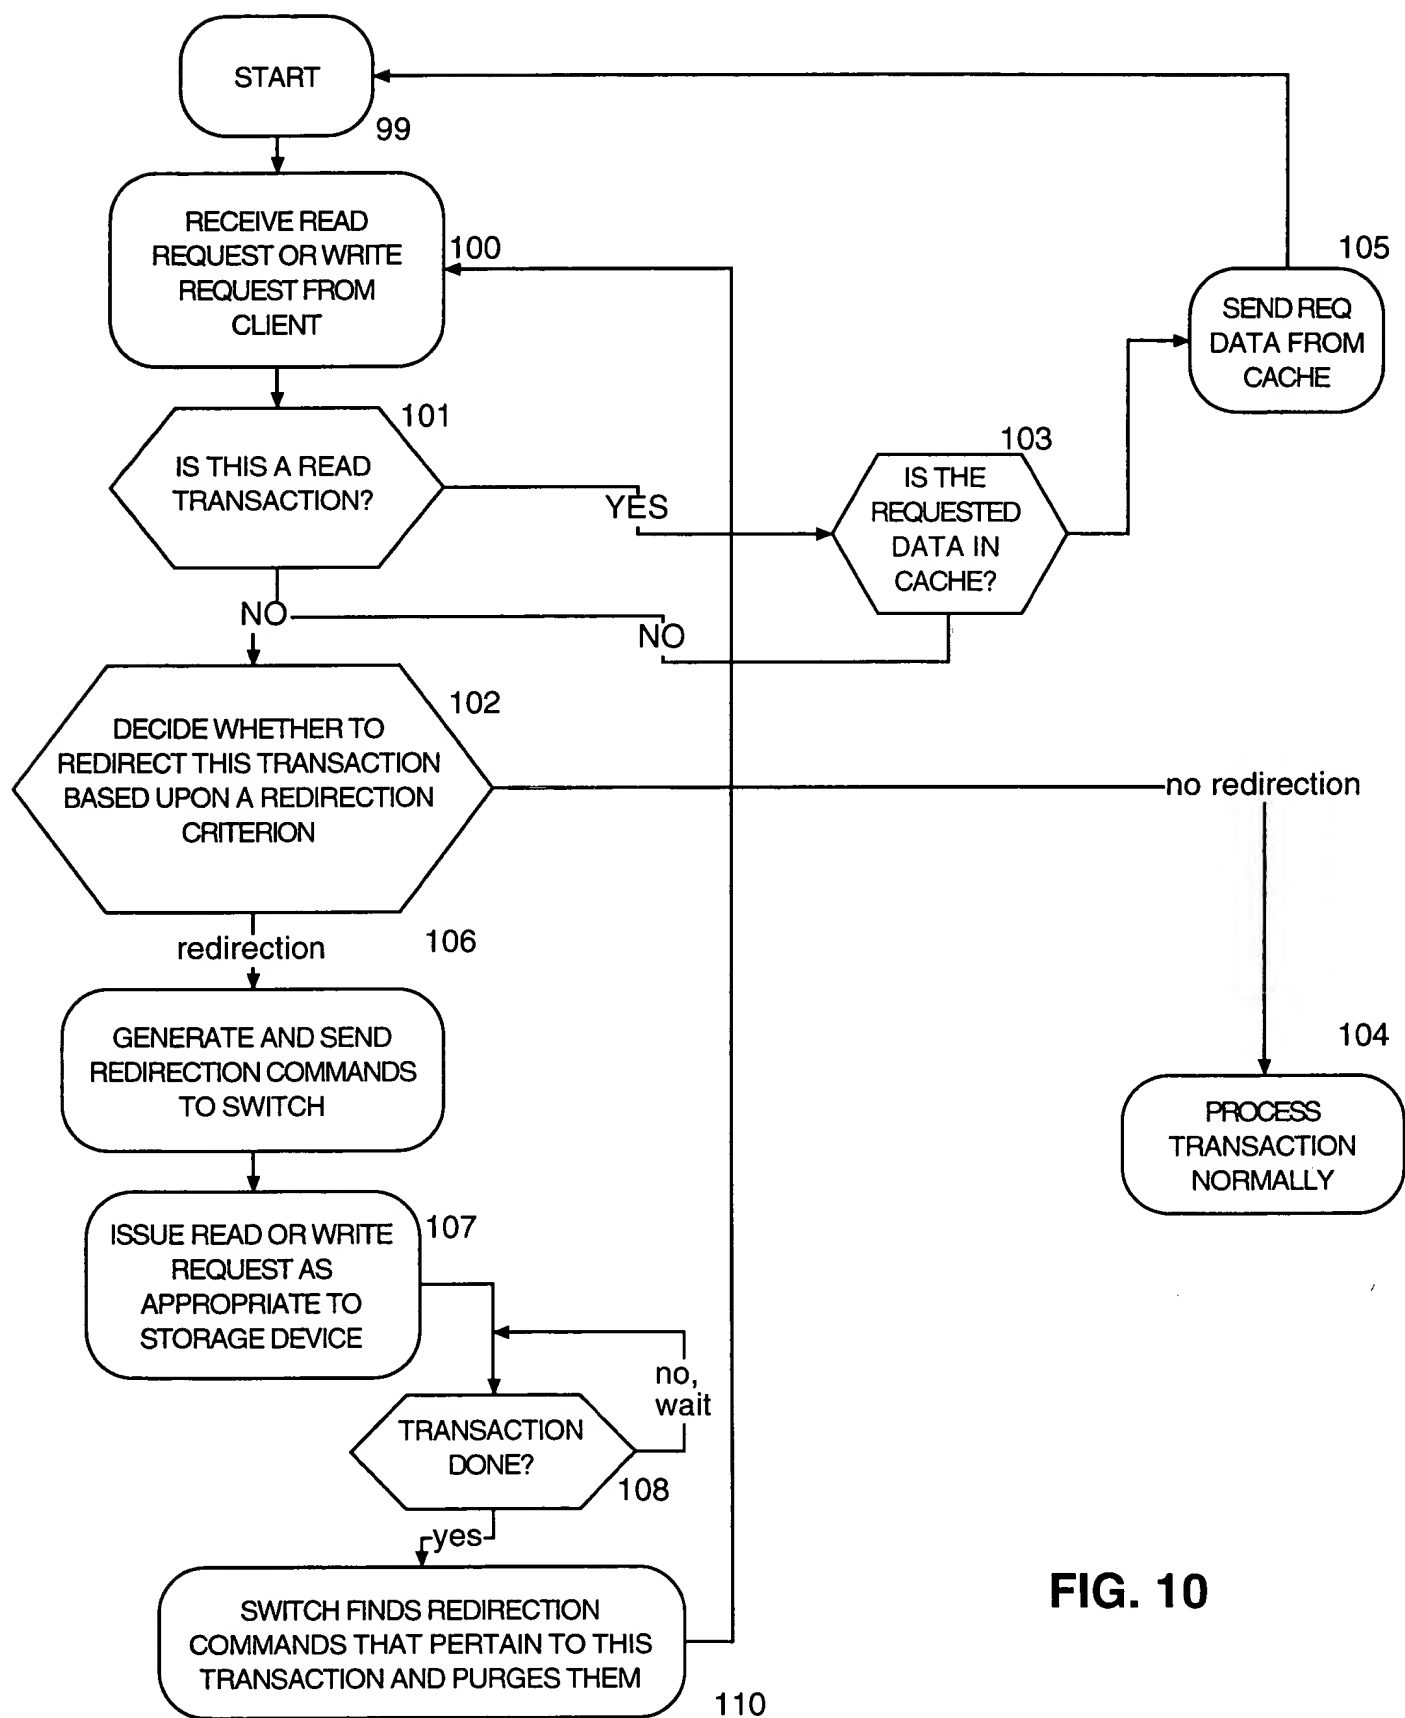 START
99
RECEIVE READ
REQUEST OR WRITE
REQUEST FROM
CLIENT
100
105
SEND REQ
DATA FROM
CACHE
101
IS THIS A READ
TRANSACTION?
YES
103
IS THE
REQUESTED
DATA IN
CACHE?
NO
NO
102
DECIDE WHETHER TO
REDIRECT THIS TRANSACTION
BASED UPON A REDIRECTION
CRITERION
no redirection
redirection
106
GENERATE AND SEND
REDIRECTION COMMANDS
TO SWITCH
104
PROCESS
TRANSACTION
NORMALLY
107
ISSUE READ OR WRITE
REQUEST AS
APPROPRIATE TO
STORAGE DEVICE
no,
wait
TRANSACTION
DONE?
108
yes
SWITCH FINDS REDIRECTION
COMMANDS THAT PERTAIN TO THIS
TRANSACTION AND PURGES THEM
110
FIG. 10